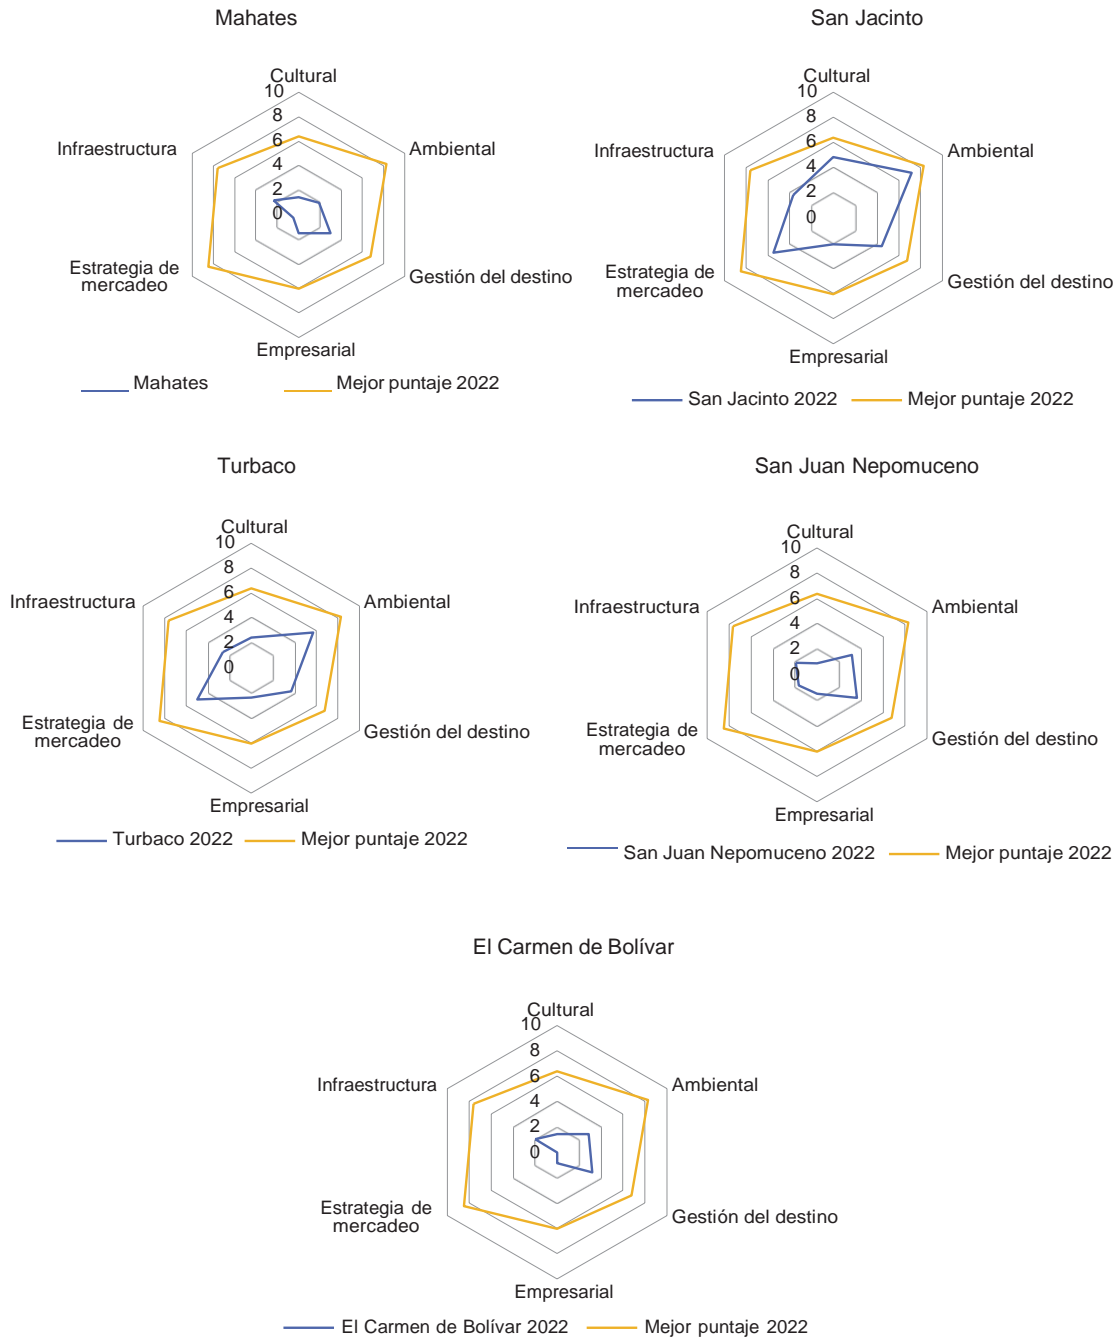 Mahates
Cultural
10
8
6
4
2
0
Ambiental
Gestión del destino
Empresarial
Estrategia de
mercadeo
Infraestructura
Mahates
Mejor puntaje 2022
San Jacinto
Cultural
10
8
6
4
2
0
Ambiental
Gestión del destino
Empresarial
Estrategia de
mercadeo
Infraestructura
San Jacinto 2022
Mejor puntaje 2022
Turbaco
Cultural
10
8
6
4
2
0
Ambiental
Gestión del destino
Empresarial
Estrategia de
mercadeo
Infraestructura
Turbaco 2022
Mejor puntaje 2022
San Juan Nepomuceno
Cultural
10
8
6
4
2
0
Ambiental
Gestión del destino
Empresarial
Estrategia de
mercadeo
Infraestructura
San Juan Nepomuceno 2022
Mejor puntaje 2022
El Carmen de Bolívar
Cultural
10
8
6
4
2
0
Ambiental
Gestión del destino
Empresarial
Estrategia de
mercadeo
Infraestructura
El Carmen de Bolívar 2022
Mejor puntaje 2022